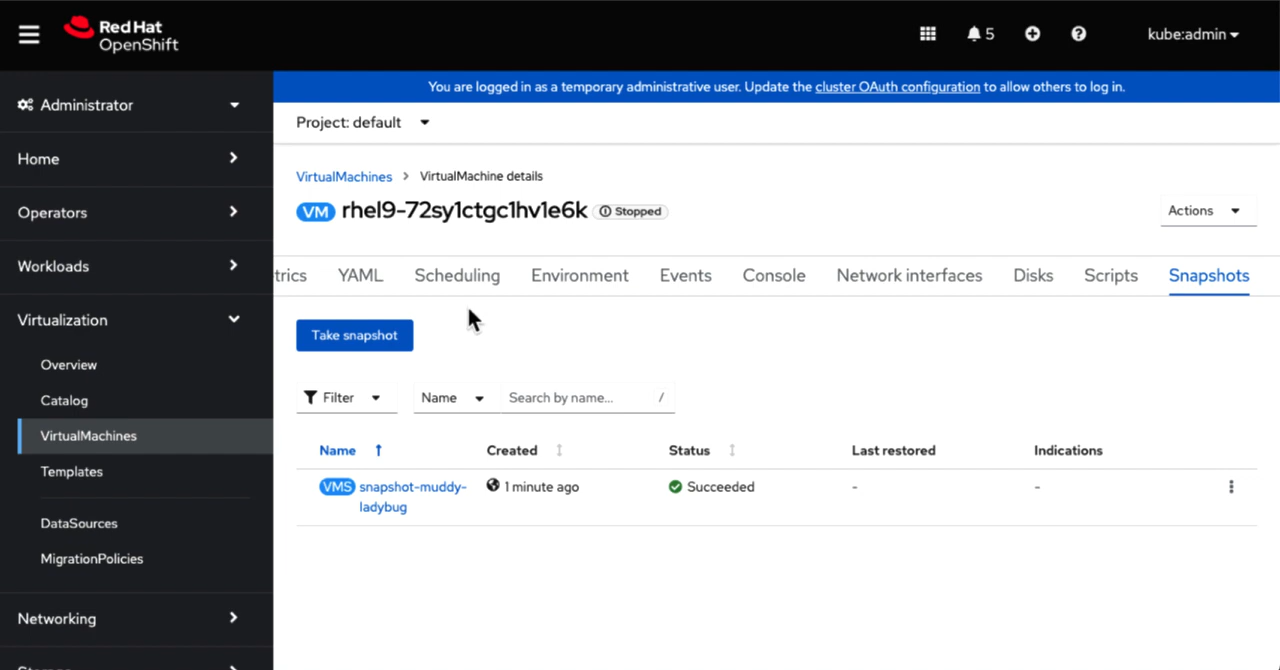 Red Hat
OpenShift
5
kube:admin
Administrator
Home
Operators
Workloads
Virtualization
Overview
Catalog
VirtualMachines
Templates
DataSources
MigrationPolicies
Networking
Storage
You are logged in as a temporary administrative user. Update the cluster OAuth configuration to allow others to log in.
Project: default
VirtualMachines > VirtualMachine details
VM rhel9-72sy1ctgc1hv1e6k Stopped
Actions
trics YAML Scheduling Environment Events Console Network interfaces Disks Scripts Snapshots
Take snapshot
Filter Name Search by name... /
Name Created Status Last restored Indications
VMS snapshot-muddy- 1 minute ago Succeeded - -
ladybug